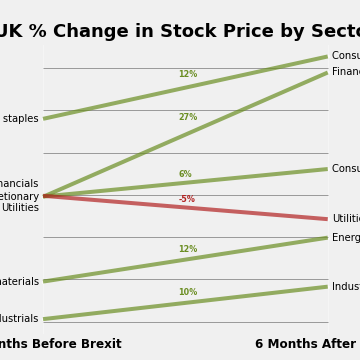 UK % Change in Stock Price by Secto
Consu
12%
Financ
staples
27%
Consu
6%
nancials
etionary
-5%
Utilities
Utilitie
Energ
12%
naterials
Indus
10%
dustrials
nths Before Brexit
6 Months After